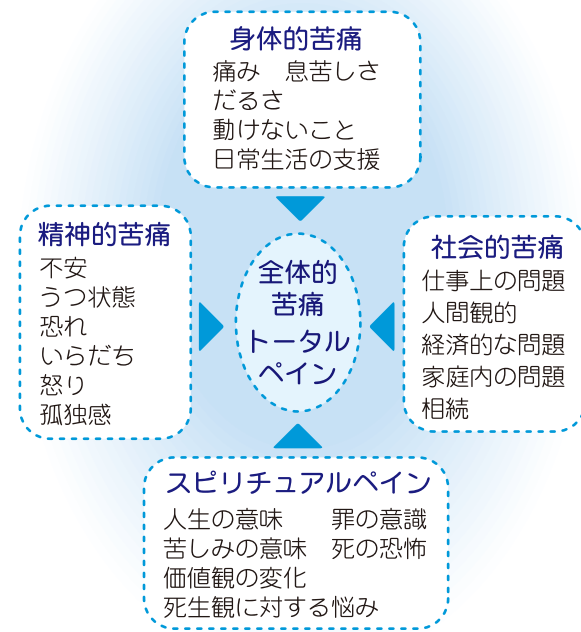 身体的苦痛
痛み　息苦しさ
だるさ
動けないこと
日常生活の支援
精神的苦痛
不安
うつ状態
恐れ
いらだち
怒り
孤独感
全体的
苦痛
トータル
ペイン
社会的苦痛
仕事上の問題
人間観的
経済的な問題
家庭内の問題
相続
スピリチュアルペイン
人生の意味　罪の意識
苦しみの意味　死の恐怖
価値観の変化
死生観に対する悩み